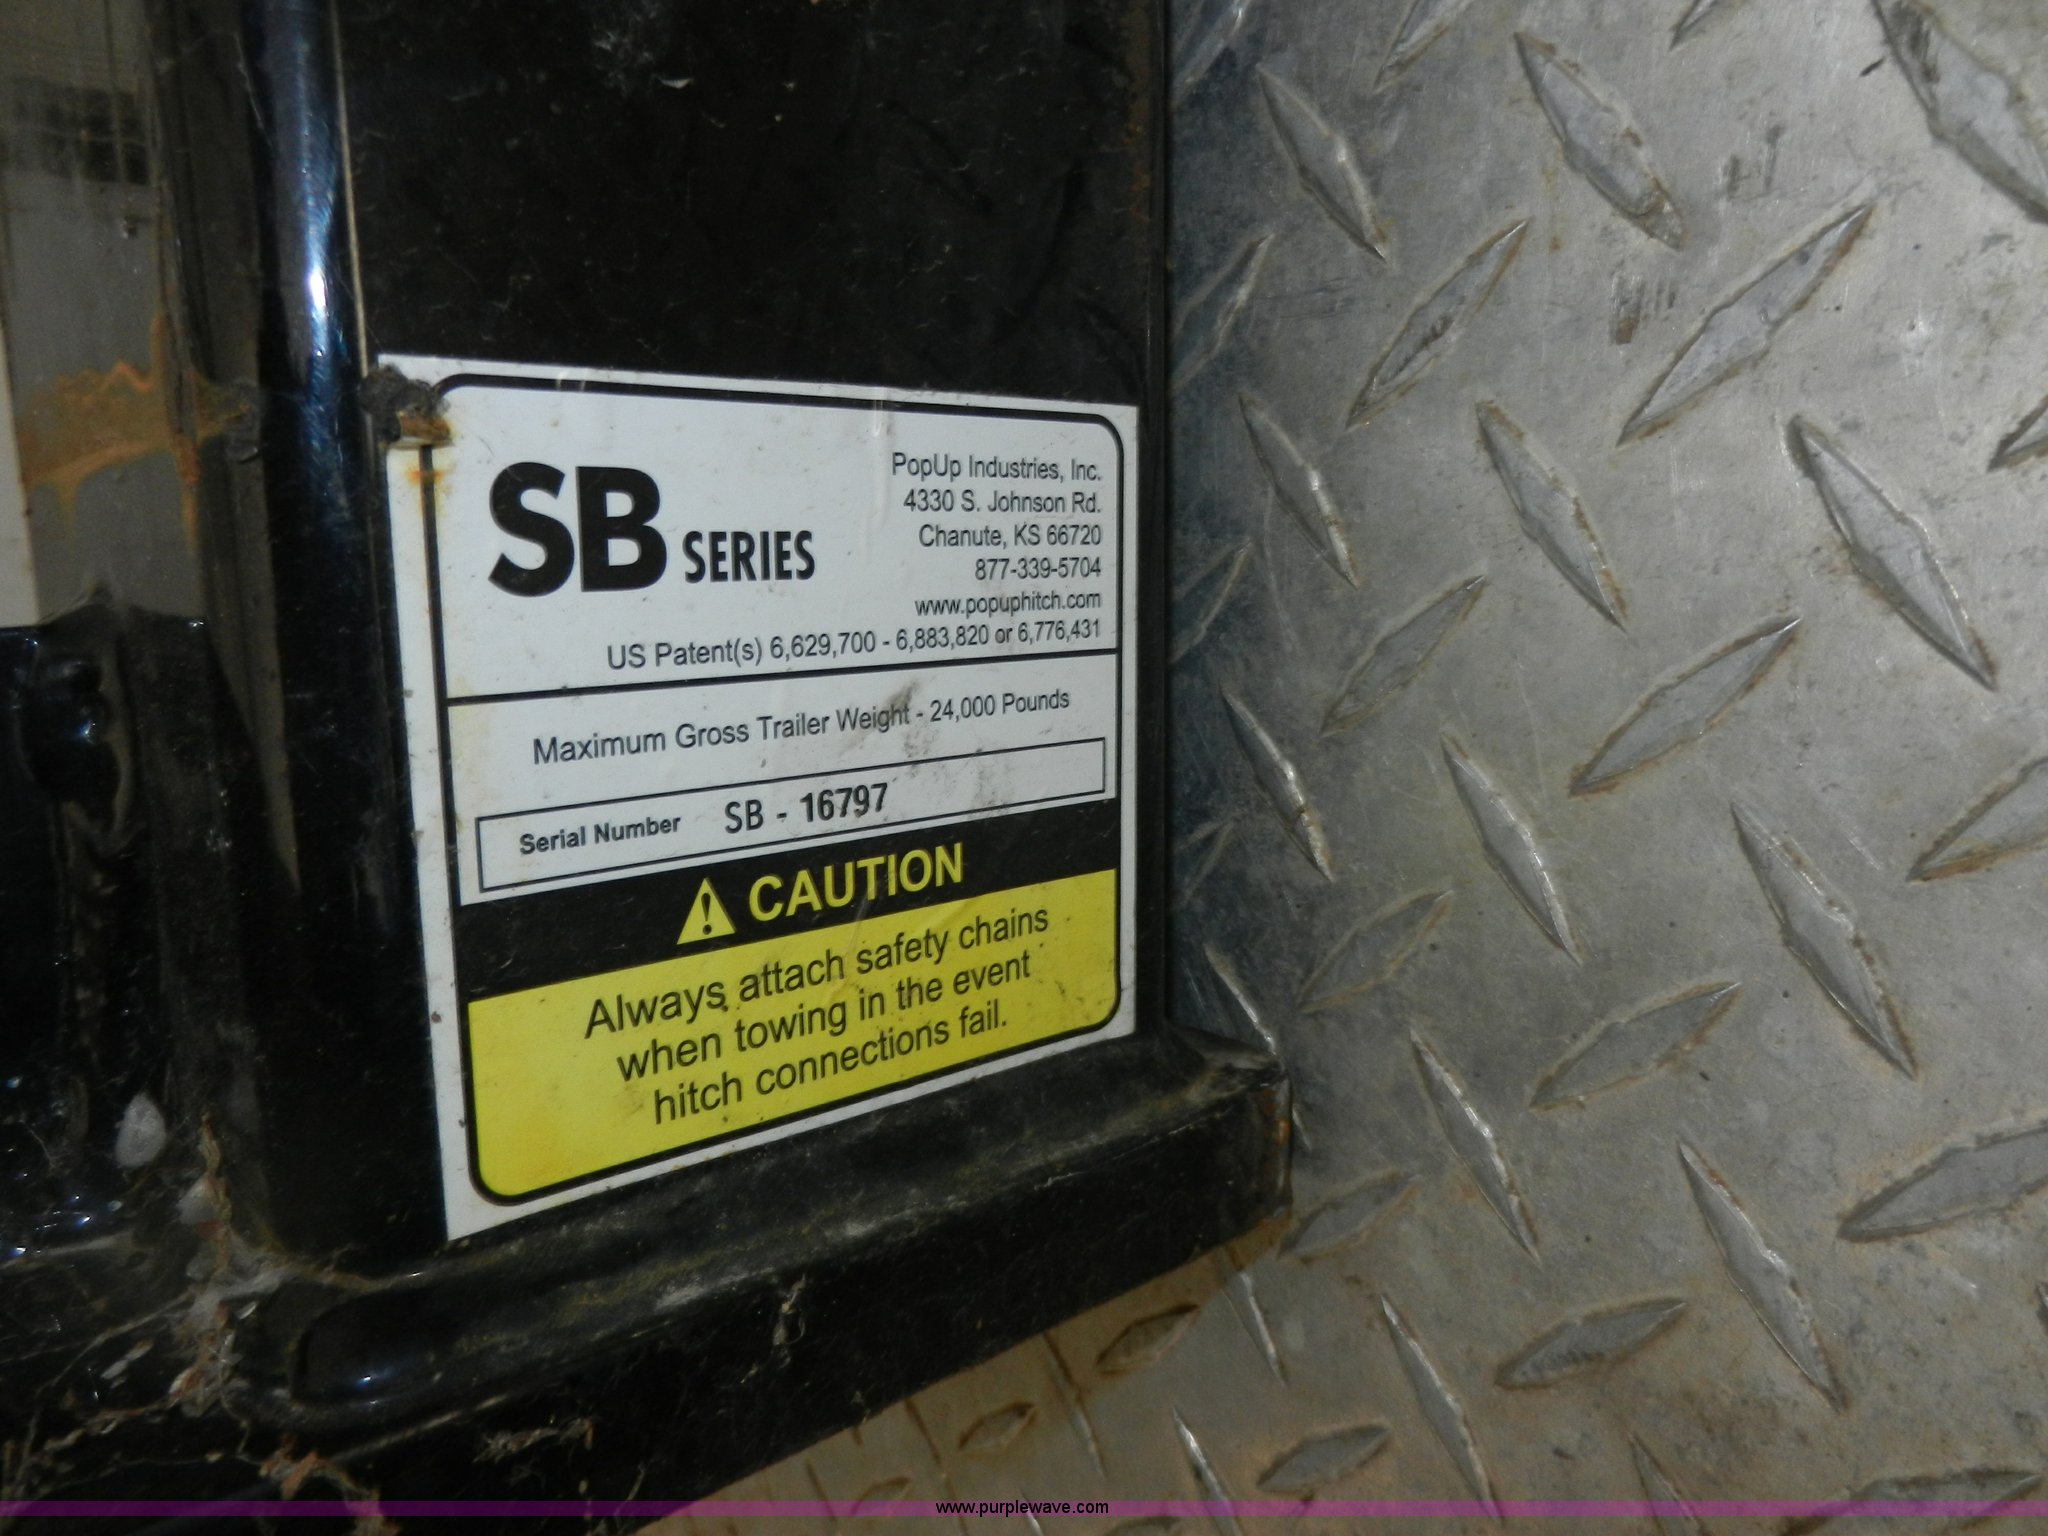 SB SERIES
PopUp Industries, Inc.
4330 S. Johnson Rd.
Chanute, KS 66720
877-339-5704
www.popuphitch.com
US Patent(s) 6,629,700 - 6,883,820 or 6,776,431
Maximum Gross Trailer Weight - 24,000 Pounds
Serial Number SB - 16797
CAUTION
Always attach safety chains
when towing in the event
hitch connections fail.
www.purplewave.com